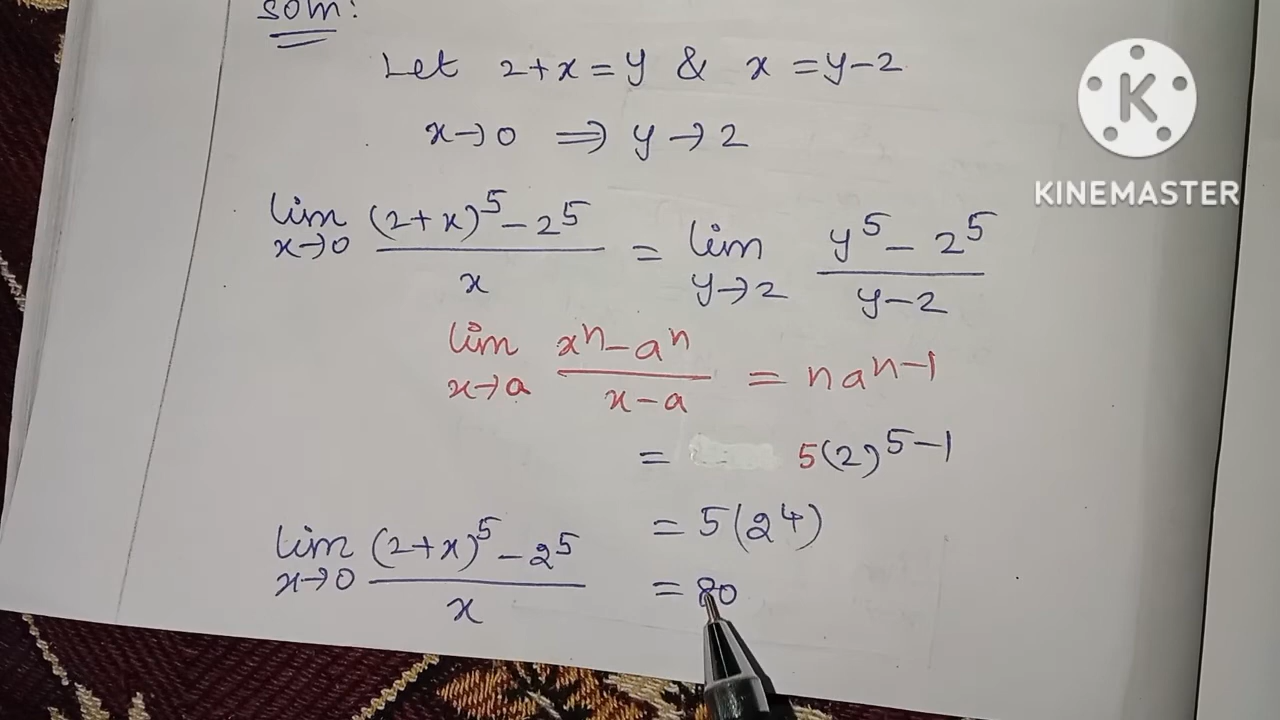 Soln:
Let 2+x = y & x = y-2
x→0 ⇒ y→2
lim x→0 (2+x)^5 - 2^5 / x = lim y→2 y^5 - 2^5 / y-2
lim x→a x^n - a^n / x-a = na^n-1
= 5(2)^5-1
= 5(2^4)
lim x→0 (2+x)^5 - 2^5 / x = 80
KINEMASTER